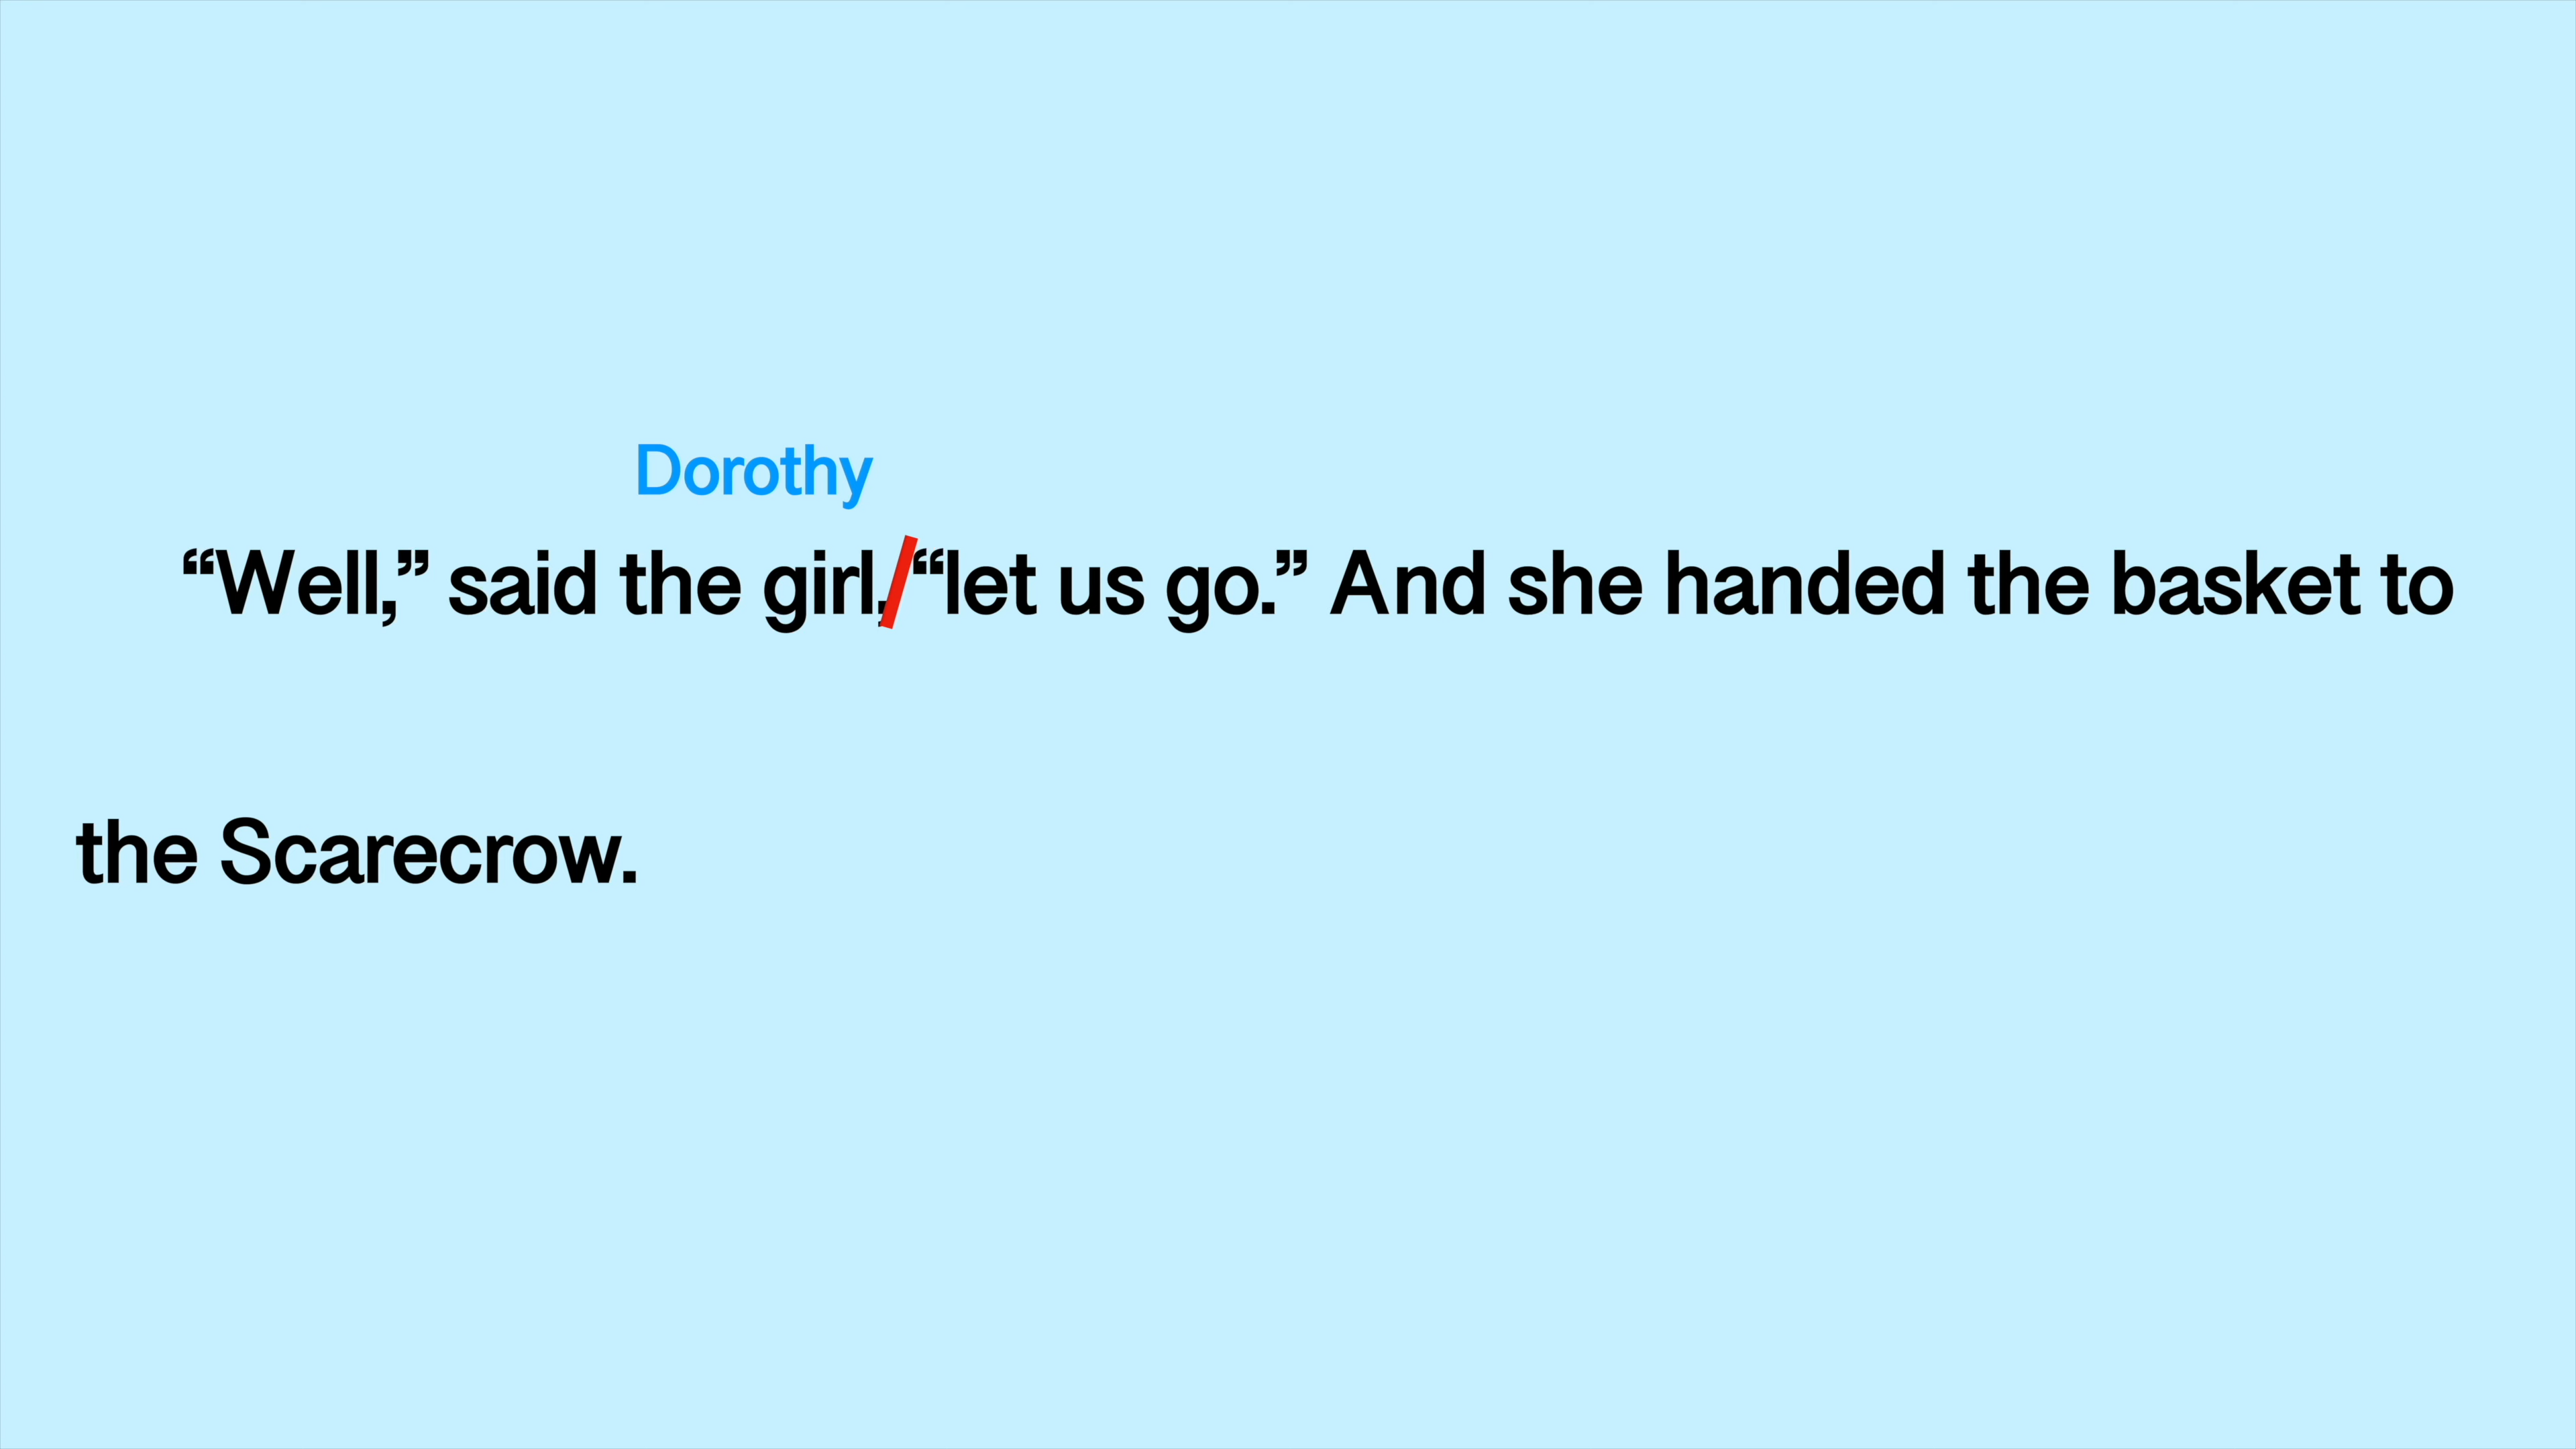 Dorothy
“Well,” said the girl, “let us go.” And she handed the basket to
the Scarecrow.